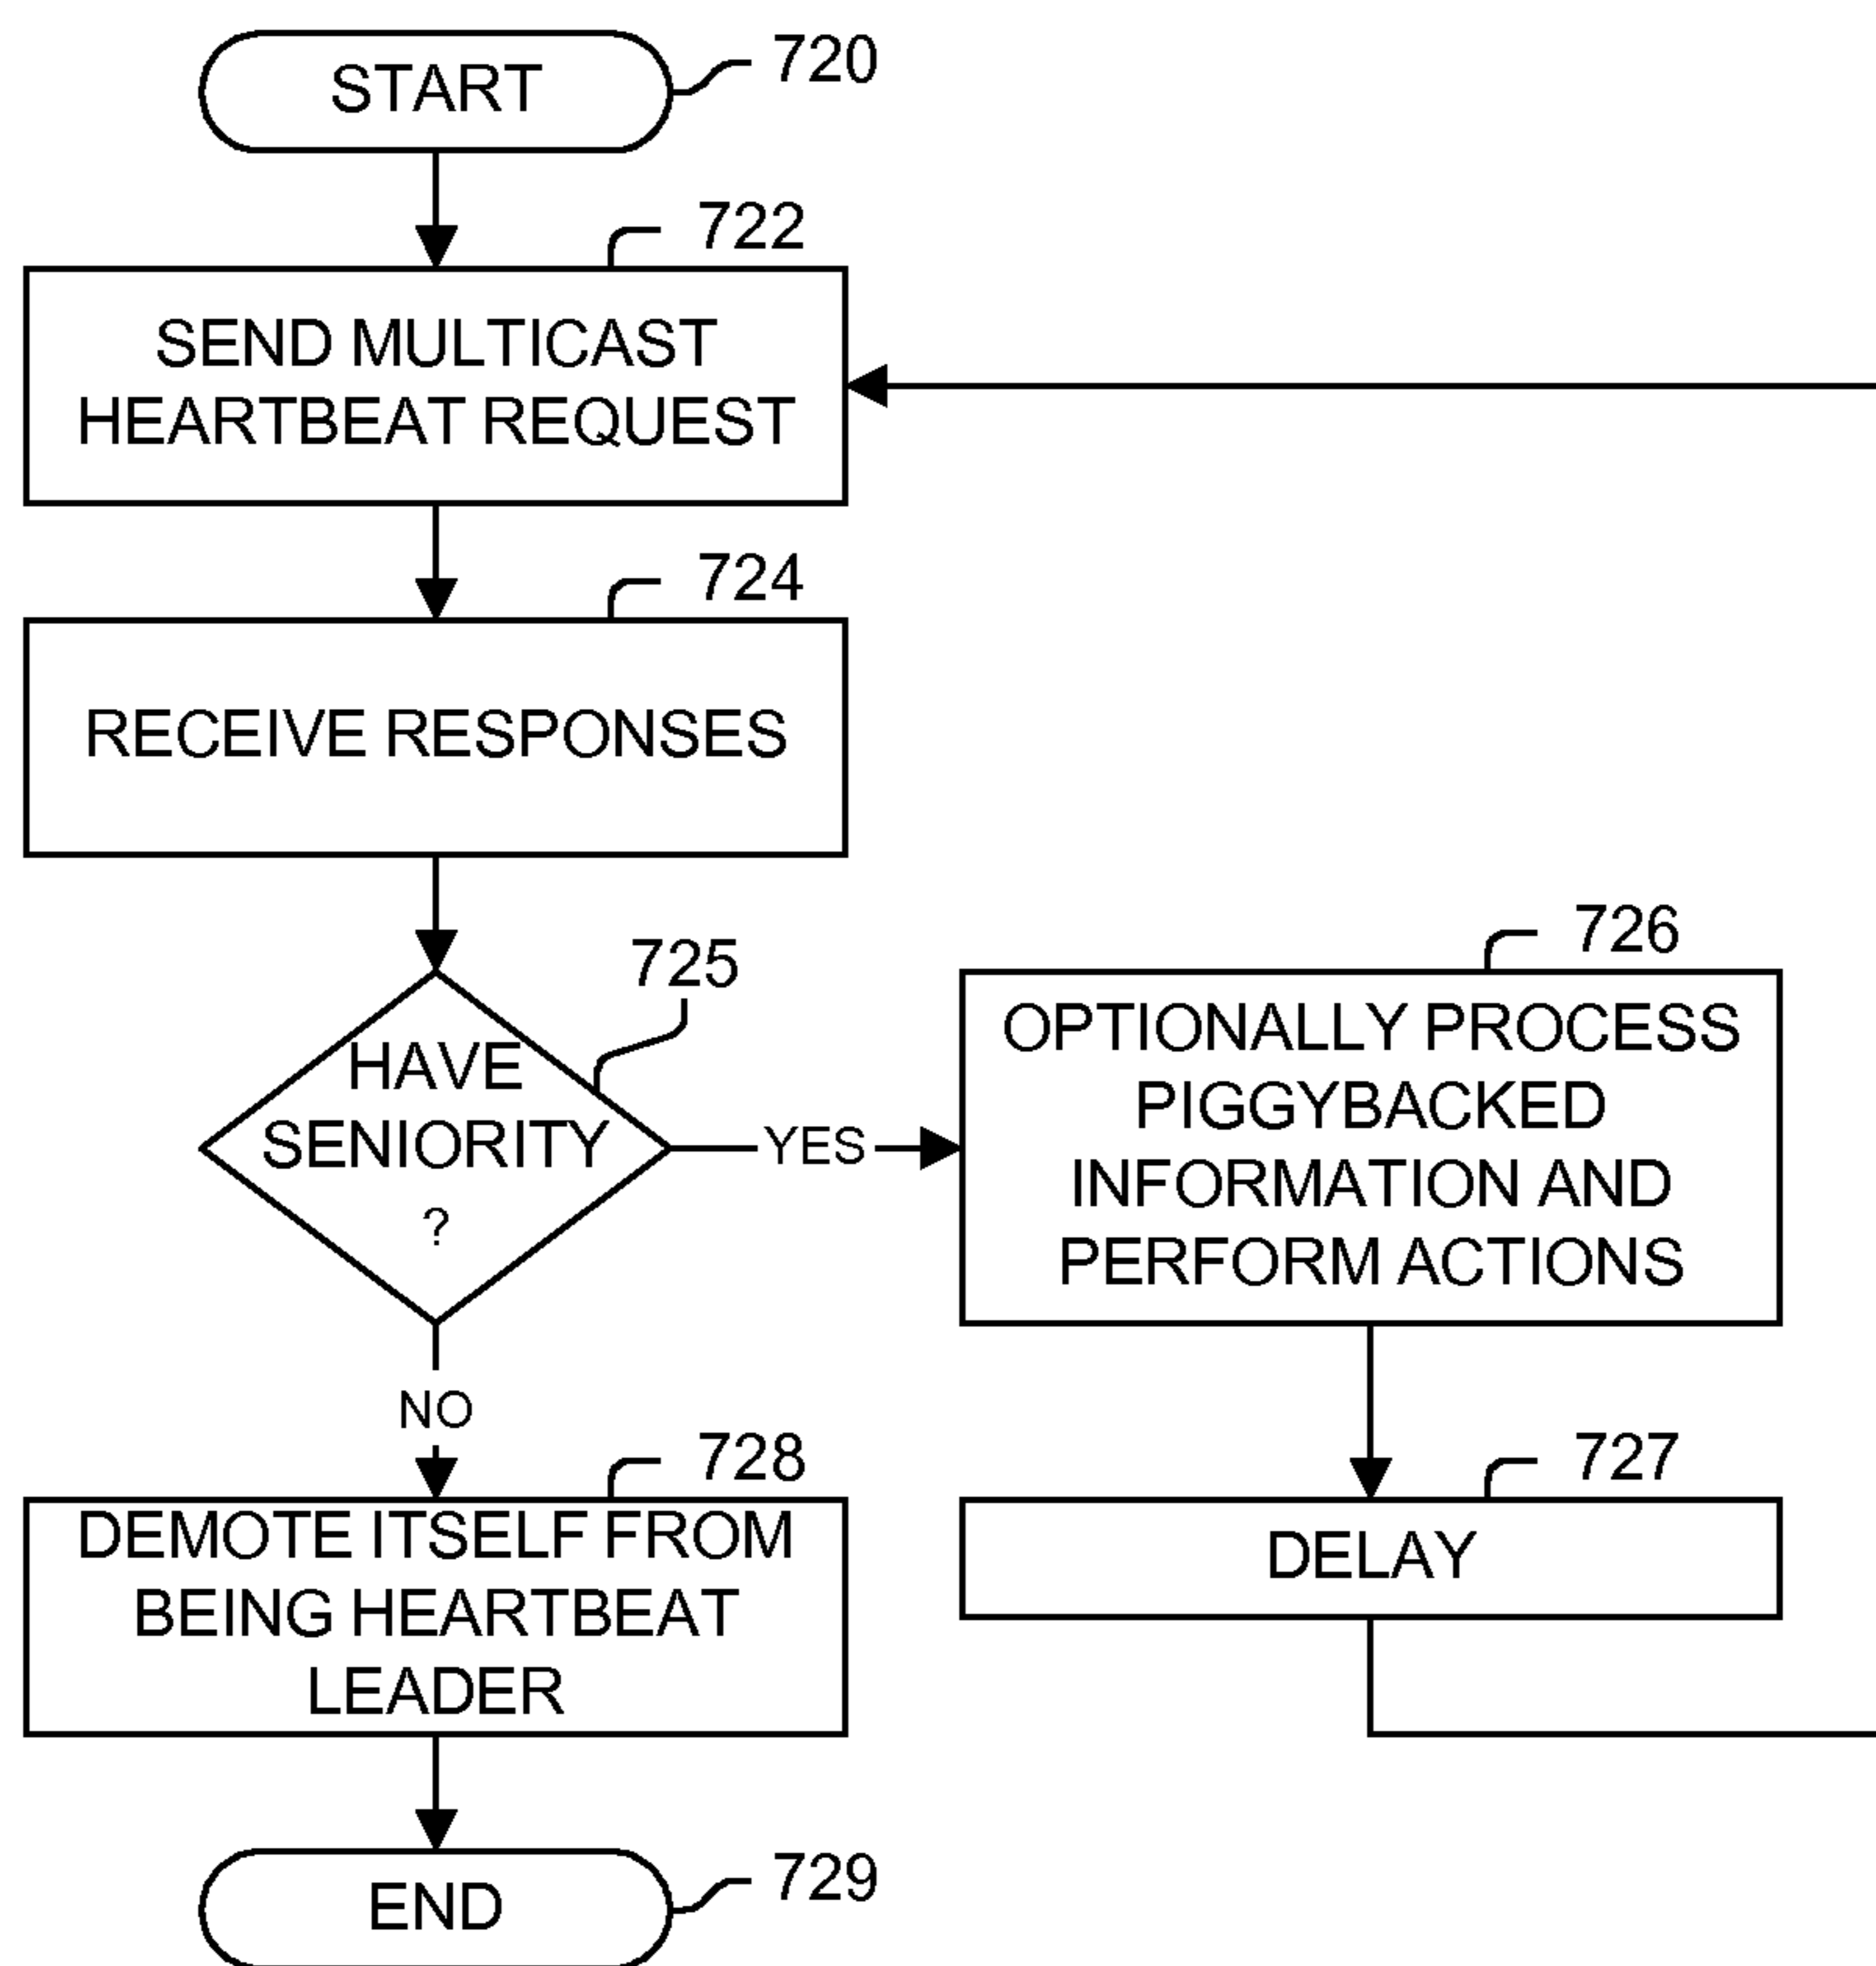 START
720
722
SEND MULTICAST
HEARTBEAT REQUEST
724
RECEIVE RESPONSES
725
HAVE
SENIORITY
?
YES
726
OPTIONALLY PROCESS
PIGGYBACKED
INFORMATION AND
PERFORM ACTIONS
NO
728
DEMOTE ITSELF FROM
BEING HEARTBEAT
LEADER
727
DELAY
END
729